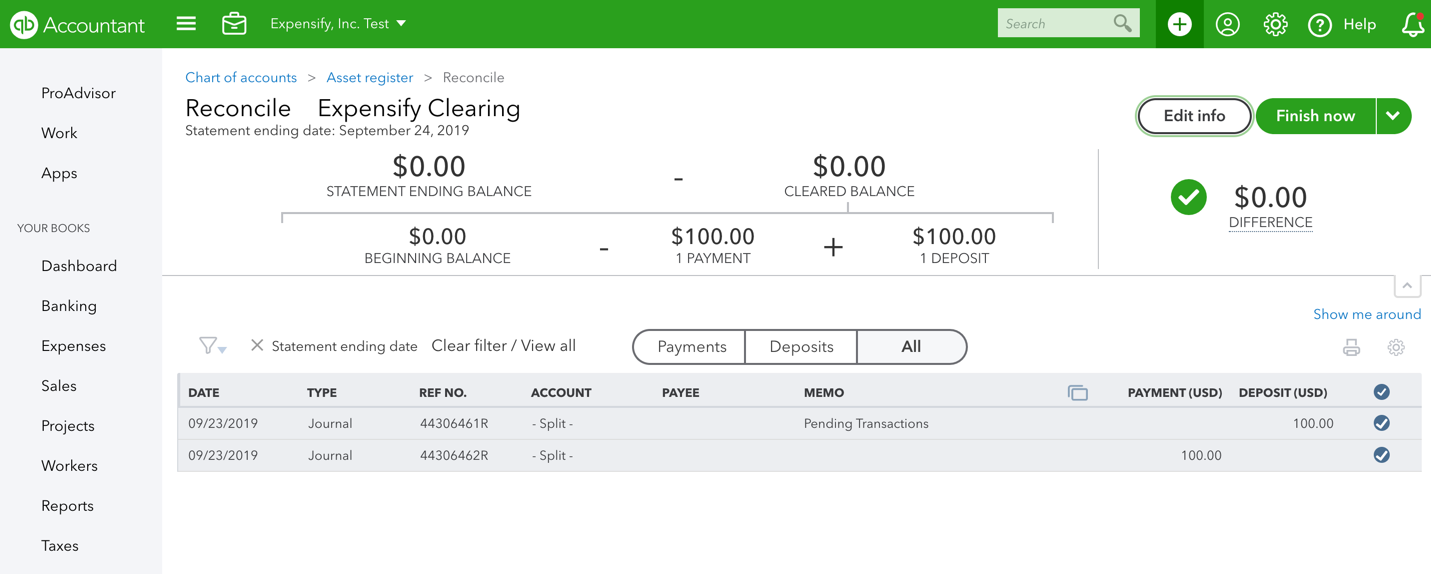 qb Accountant
Expensify, Inc. Test
Search
Help
ProAdvisor
Work
Apps
YOUR BOOKS
Dashboard
Banking
Expenses
Sales
Projects
Workers
Reports
Taxes
Chart of accounts > Asset register > Reconcile
Reconcile Expensify Clearing
Statement ending date: September 24, 2019
Edit info
Finish now
$0.00 - $0.00
STATEMENT ENDING BALANCE CLEARED BALANCE
$0.00 - $100.00 + $100.00
BEGINNING BALANCE 1 PAYMENT 1 DEPOSIT
$0.00
DIFFERENCE
Show me around
Statement ending date Clear filter / View all
Payments Deposits All
DATE TYPE REF NO. ACCOUNT PAYEE MEMO PAYMENT (USD) DEPOSIT (USD)
09/23/2019 Journal 44306461R - Split - Pending Transactions 100.00
09/23/2019 Journal 44306462R - Split - 100.00